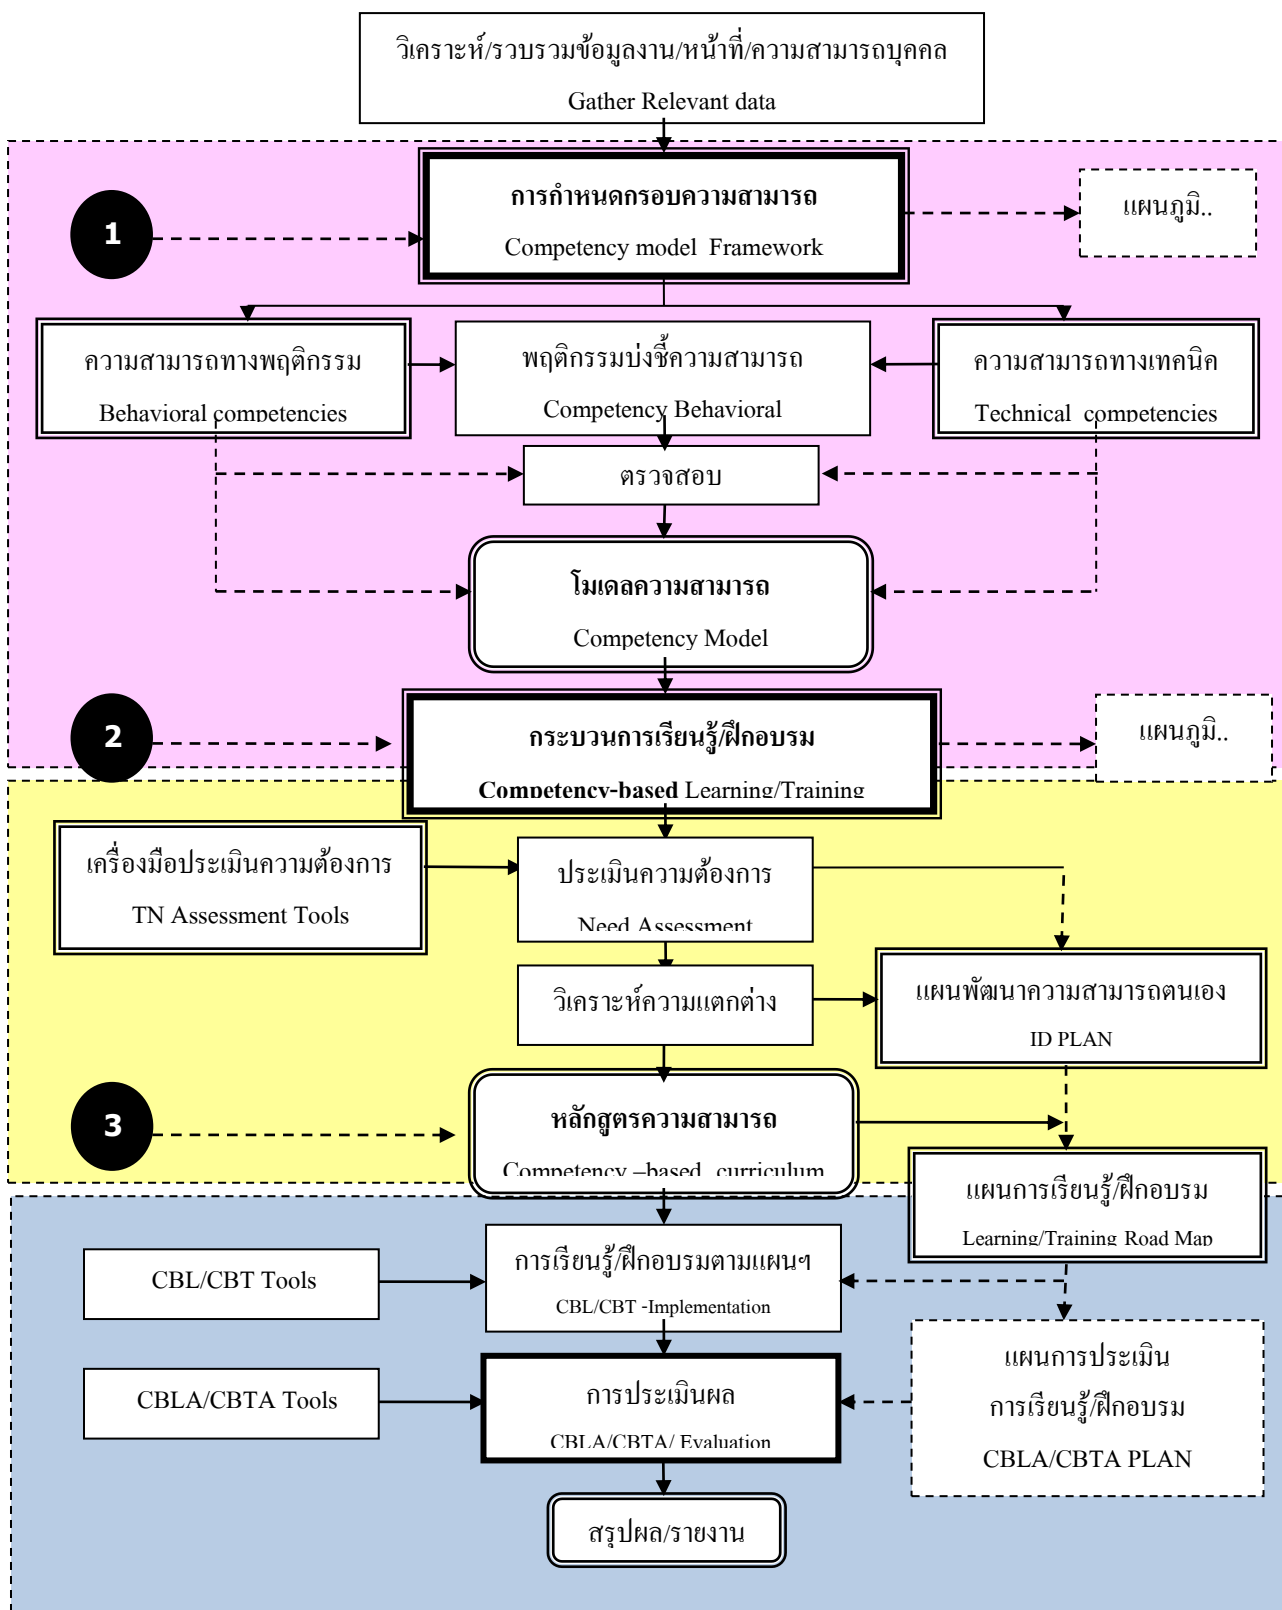 วิเคราะห์/รวบรวมข้อมูลงาน/หน้าที่/ความสามารถบุคคล
Gather Relevant data
1
การกำหนดกรอบความสามารถ
Competency model Framework
แผนภูมิ..
ความสามารถทางพฤติกรรม
Behavioral competencies
พฤติกรรมบ่งชี้ความสามารถ
Competency Behavioral
ความสามารถทางเทคนิค
Technical competencies
ตรวจสอบ
โมเดลความสามารถ
Competency Model
2
กระบวนการเรียนรู้/ฝึกอบรม
Competency-based Learning/Training
แผนภูมิ..
เครื่องมือประเมินความต้องการ
TN Assessment Tools
ประเมินความต้องการ
Need Assessment
วิเคราะห์ความแตกต่าง
แผนพัฒนาความสามารถตนเอง
ID PLAN
3
หลักสูตรความสามารถ
Competency –based curriculum
แผนการเรียนรู้/ฝึกอบรม
Learning/Training Road Map
CBL/CBT Tools
การเรียนรู้/ฝึกอบรมตามแผนฯ
CBL/CBT -Implementation
CBLA/CBTA Tools
การประเมินผล
CBLA/CBTA/ Evaluation
แผนการประเมิน
การเรียนรู้/ฝึกอบรม
CBLA/CBTA PLAN
สรุปผล/รายงาน